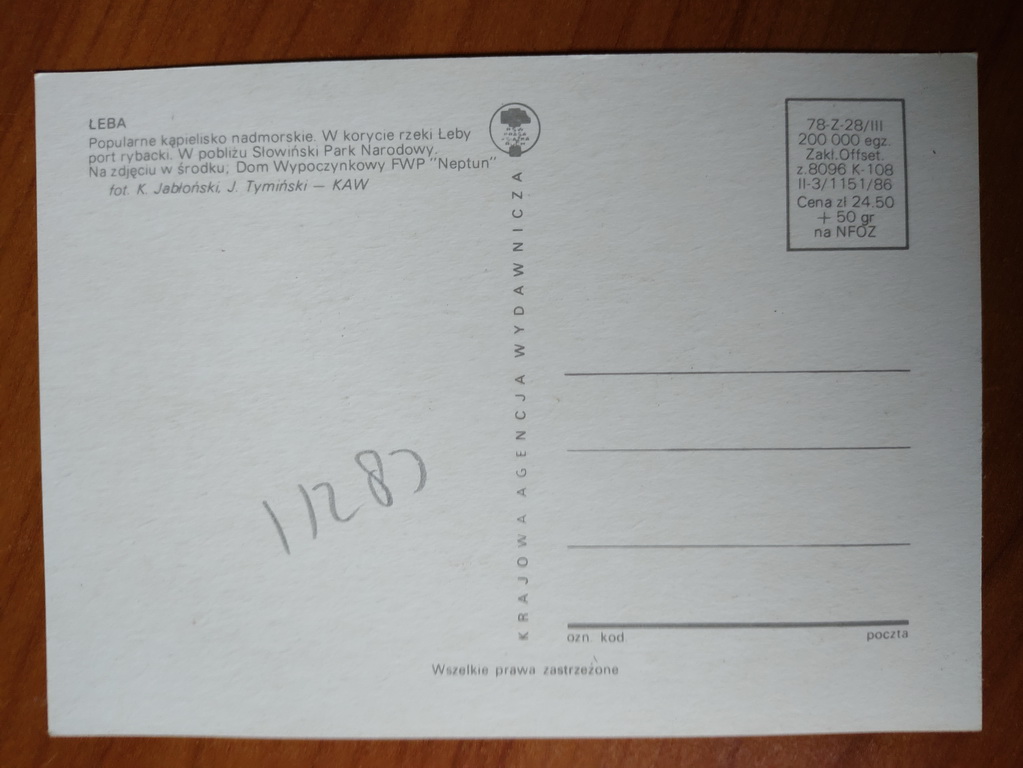 ŁEBA
Popularne kąpielisko nadmorskie. W korycie rzeki Łeby
port rybacki. W pobliżu Słowiński Park Narodowy.
Na zdjęciu w środku; Dom Wypoczynkowy FWP "Neptun"
fot. K. Jabłoński, J. Tymiński — KAW
KRAJOWA AGENCJA WYDAWNICZA
78-Z-28/III
200 000 egz.
Zakł.Offset.
z.8096 K-108
II-3/1151/86
Cena zł 24.50
+ 50 gr
na NFOZ
11283
ozn. kod
poczta
Wszelkie prawa zastrzeżone